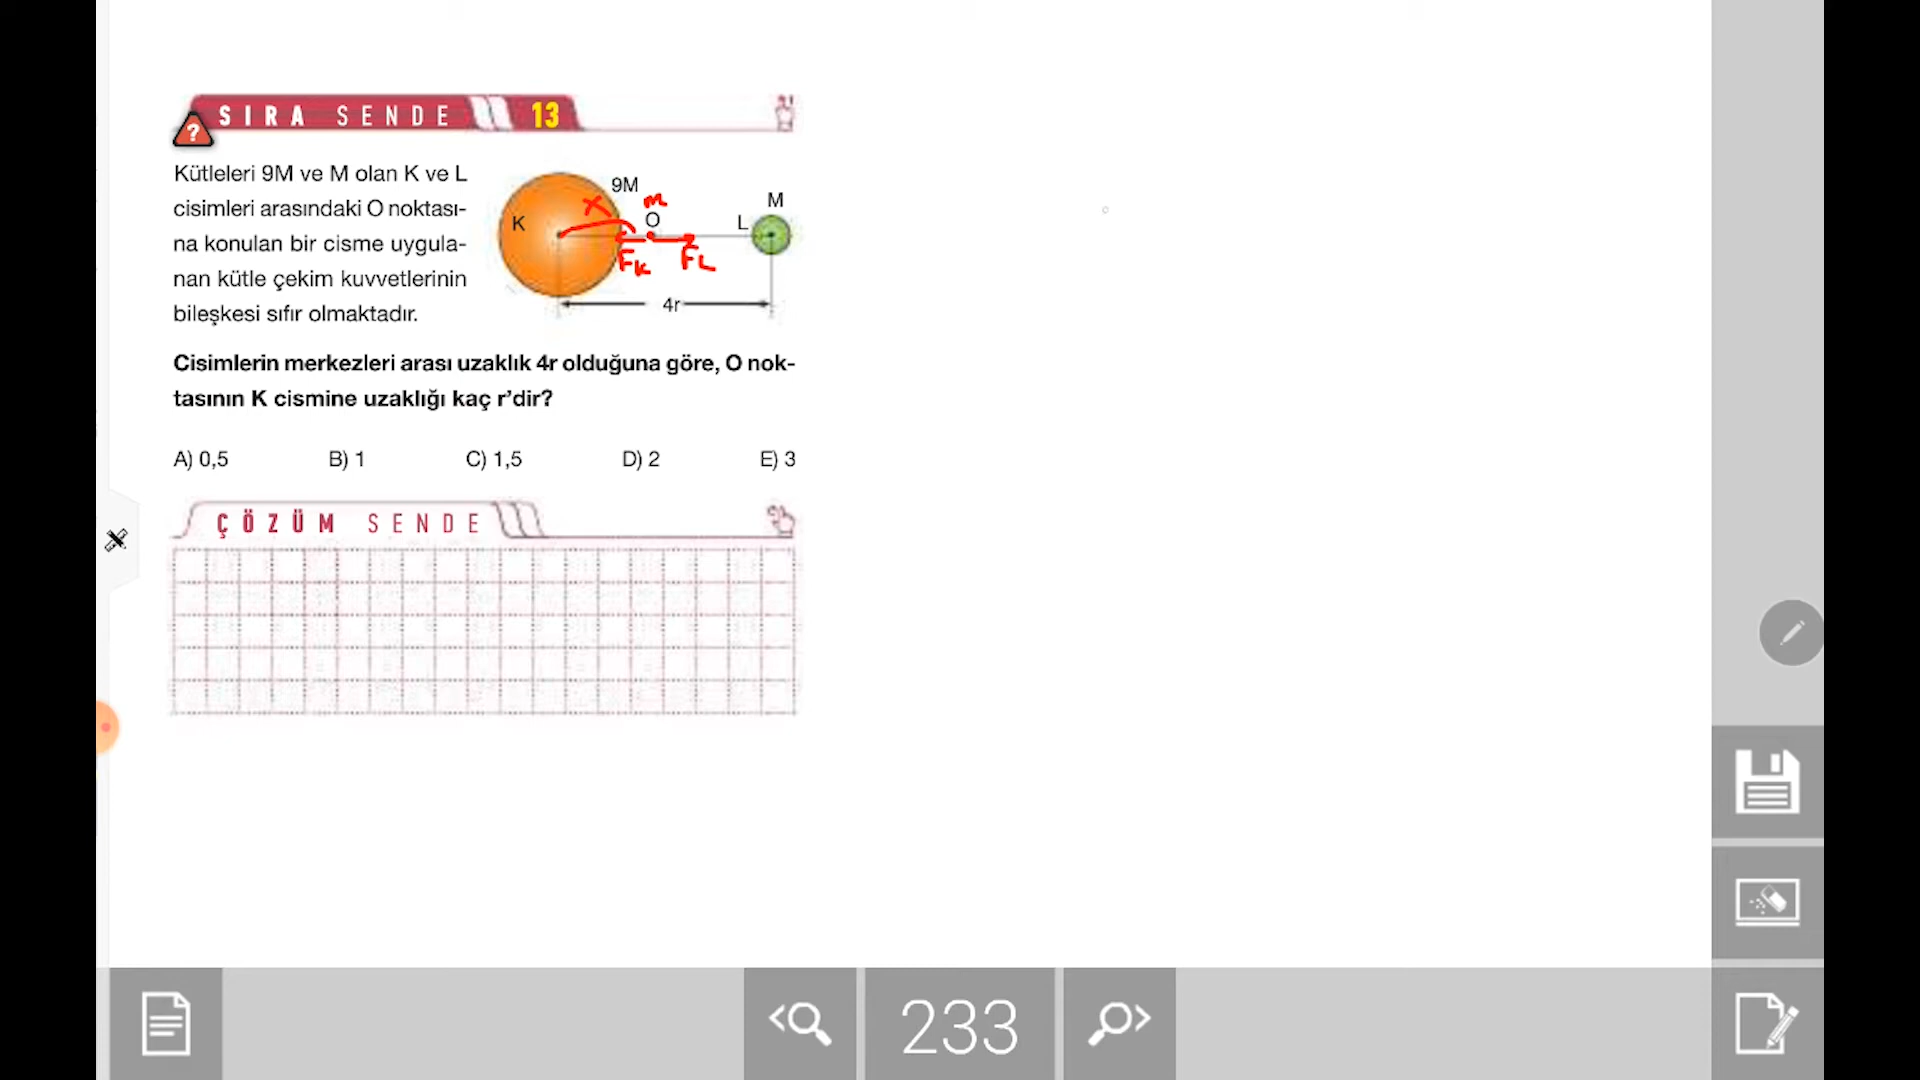 SIRA SENDE 13
?
Kütleleri 9M ve M olan K ve L
cisimleri arasındaki O noktası-
na konulan bir cisme uygula-
nan kütle çekim kuvvetlerinin
bileşkesi sıfır olmaktadır.
9M
M
K
x
m
O
L
FK
FL
4r
Cisimlerin merkezleri arası uzaklık 4r olduğuna göre, O nok-
tasının K cismine uzaklığı kaç r’dir?
A) 0,5 B) 1 C) 1,5 D) 2 E) 3
ÇÖZÜM SENDE
233